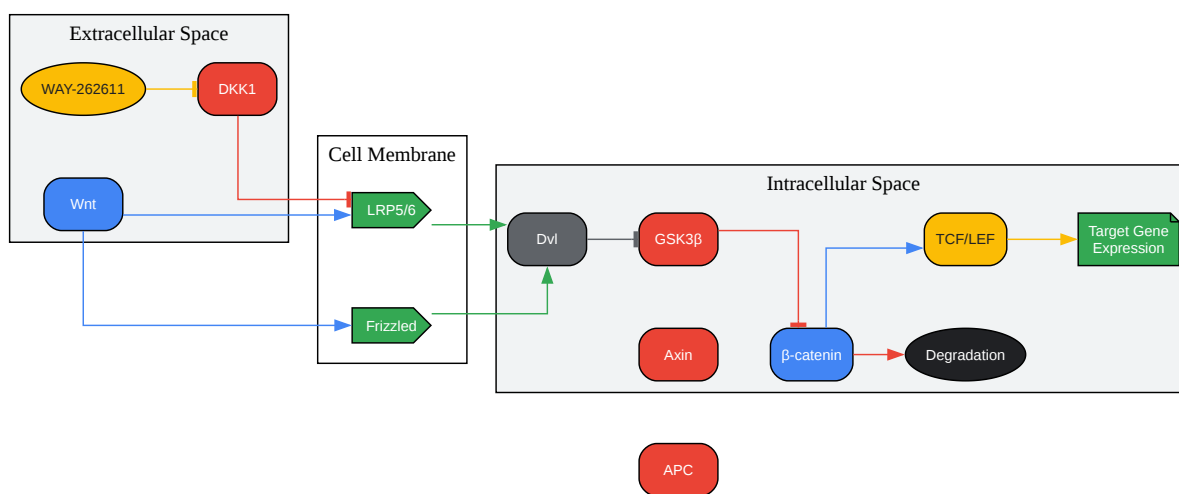 Extracellular Space
WAY-262611
DKK1
Wnt
Cell Membrane
LRP5/6
Frizzled
Intracellular Space
Dvl
GSK3β
TCF/LEF
Target Gene
Expression
Axin
β-catenin
Degradation
APC